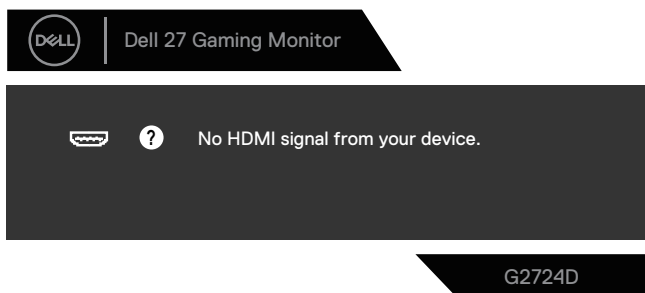 DELL
Dell 27 Gaming Monitor
?
No HDMI signal from your device.
G2724D